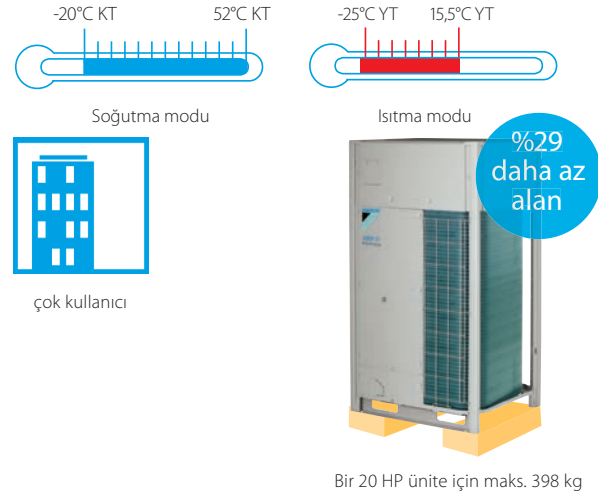 -20°C KT 52°C KT
-25°C YT 15,5°C YT
Soğutma modu
Isıtma modu
%29
daha az
alan
çok kullanıcı
Bir 20 HP ünite için maks. 398 kg